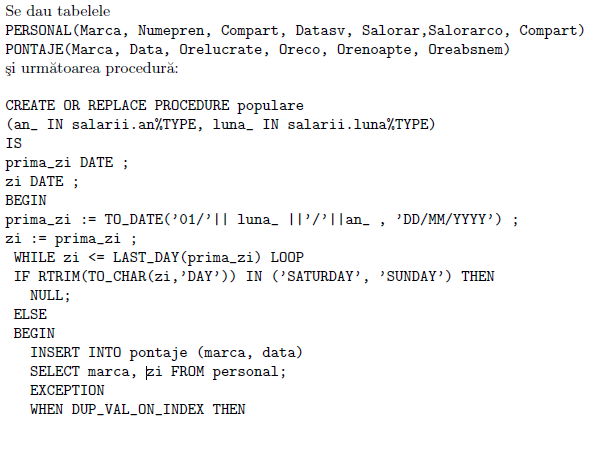 Se dau tabelele
PERSONAL(Marca, Numepren, Compart, Datasv, Salorar,Salorarco, Compart)
PONTAJE(Marca, Data, Orelucrate, Oreco, Orenoapte, Oreabsnem)
şi următoarea procedură:
CREATE OR REPLACE PROCEDURE populare
(an_ IN salarii.an%TYPE, luna_ IN salarii.luna%TYPE)
IS
prima_zi DATE ;
zi DATE ;
BEGIN
prima_zi := TO_DATE('01/'|| luna_ ||'/'||an_ , 'DD/MM/YYYY') ;
zi := prima_zi ;
WHILE zi <= LAST_DAY(prima_zi) LOOP
IF RTRIM(TO_CHAR(zi,'DAY')) IN ('SATURDAY', 'SUNDAY') THEN
NULL;
ELSE
BEGIN
INSERT INTO pontaje (marca, data)
SELECT marca, zi FROM personal;
EXCEPTION
WHEN DUP_VAL_ON_INDEX THEN